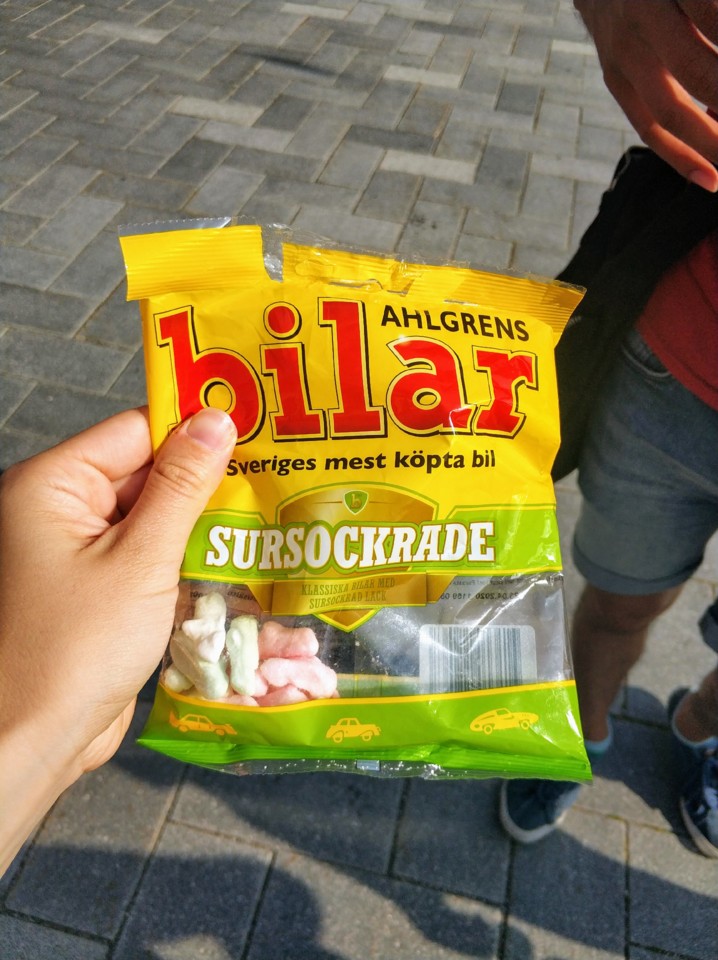 AHLGRENS
bilar
Sveriges mest köpta bil
SURSOCKRADE
KLASSISKA BILAR MED
SURSOCKRAD LACK